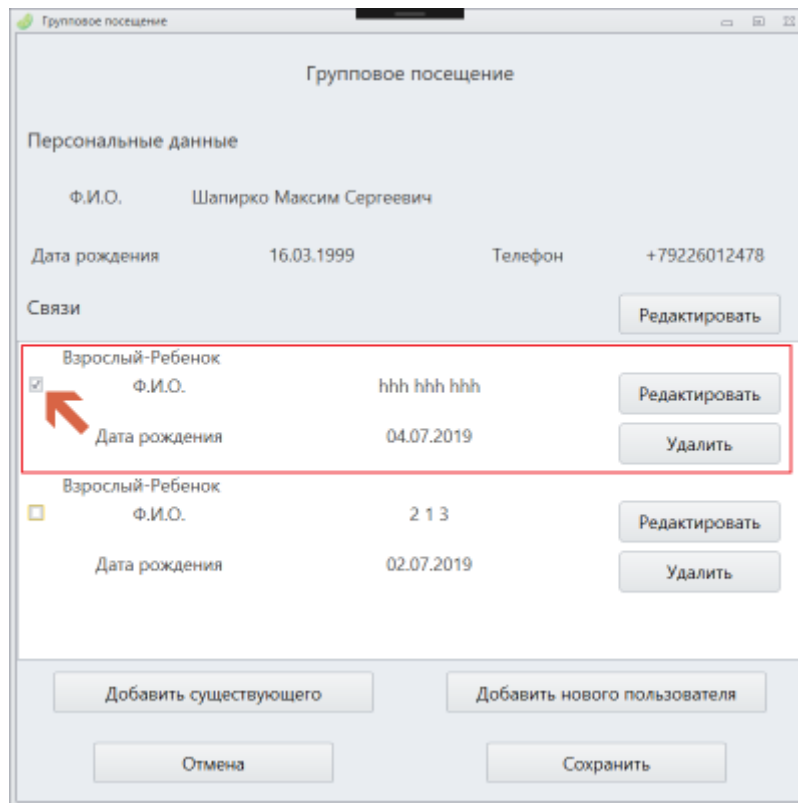 Групповое посещение
Групповое посещение
Персональные данные
Ф.И.О. Шапирко Максим Сергеевич
Дата рождения 16.03.1999 Телефон +79226012478
Связи Редактировать
Взрослый-Ребенок
Ф.И.О. hhh hhh hhh Редактировать
Дата рождения 04.07.2019 Удалить
Взрослый-Ребенок
Ф.И.О. 2 1 3 Редактировать
Дата рождения 02.07.2019 Удалить
Добавить существующего Добавить нового пользователя
Отмена Сохранить